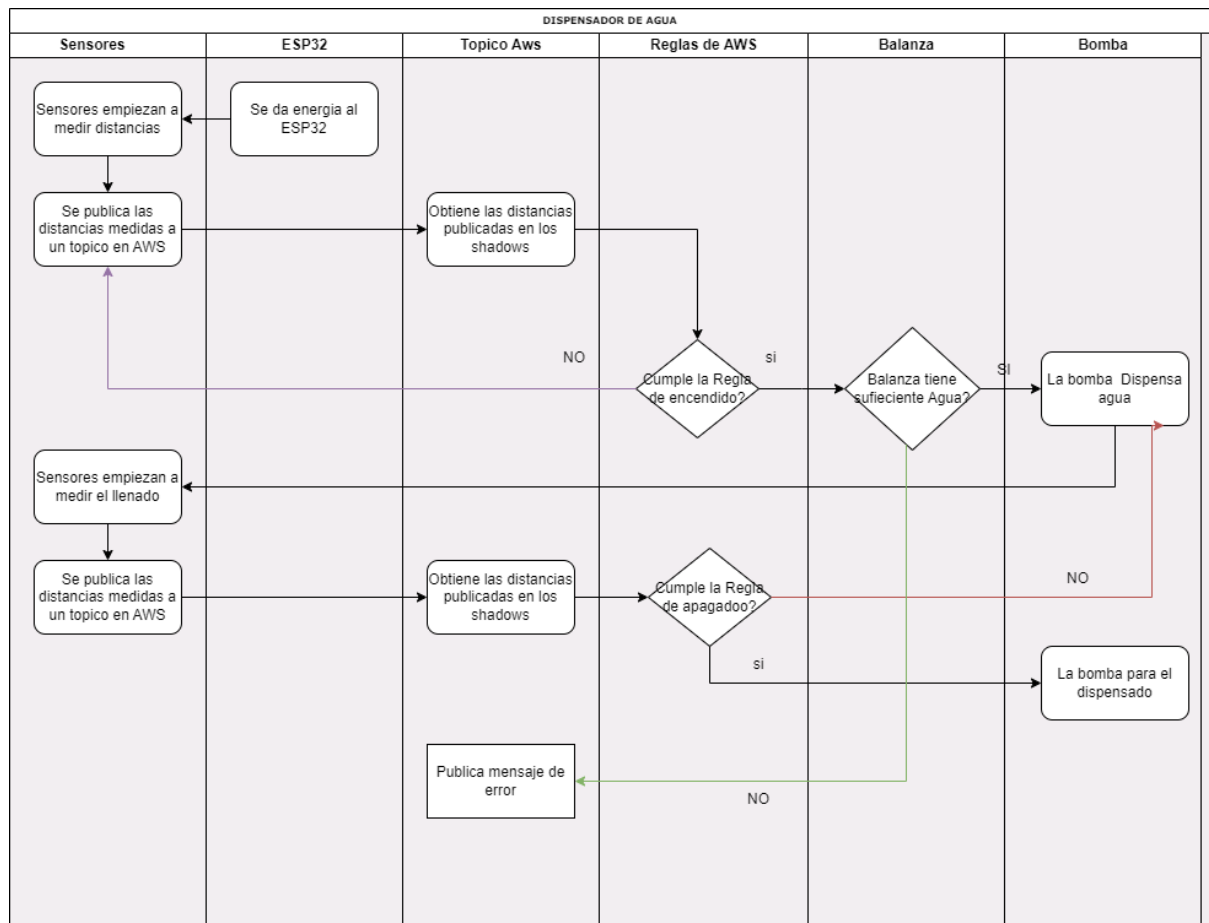 DISPENSADOR DE AGUA
Sensores
ESP32
Topico Aws
Reglas de AWS
Balanza
Bomba
Sensores empiezan a
medir distancias
Se da energia al
ESP32
Se publica las
distancias medidas a
un topico en AWS
Obtiene las distancias
publicadas en los
shadows
NO
Cumple la Regla
de encendido?
si
Balanza tiene
sufieciente Agua?
SI
La bomba Dispensa
agua
Sensores empiezan a
medir el llenado
Se publica las
distancias medidas a
un topico en AWS
Obtiene las distancias
publicadas en los
shadows
Cumple la Regla
de apagadoo?
NO
si
La bomba para el
dispensado
Publica mensaje de
error
NO